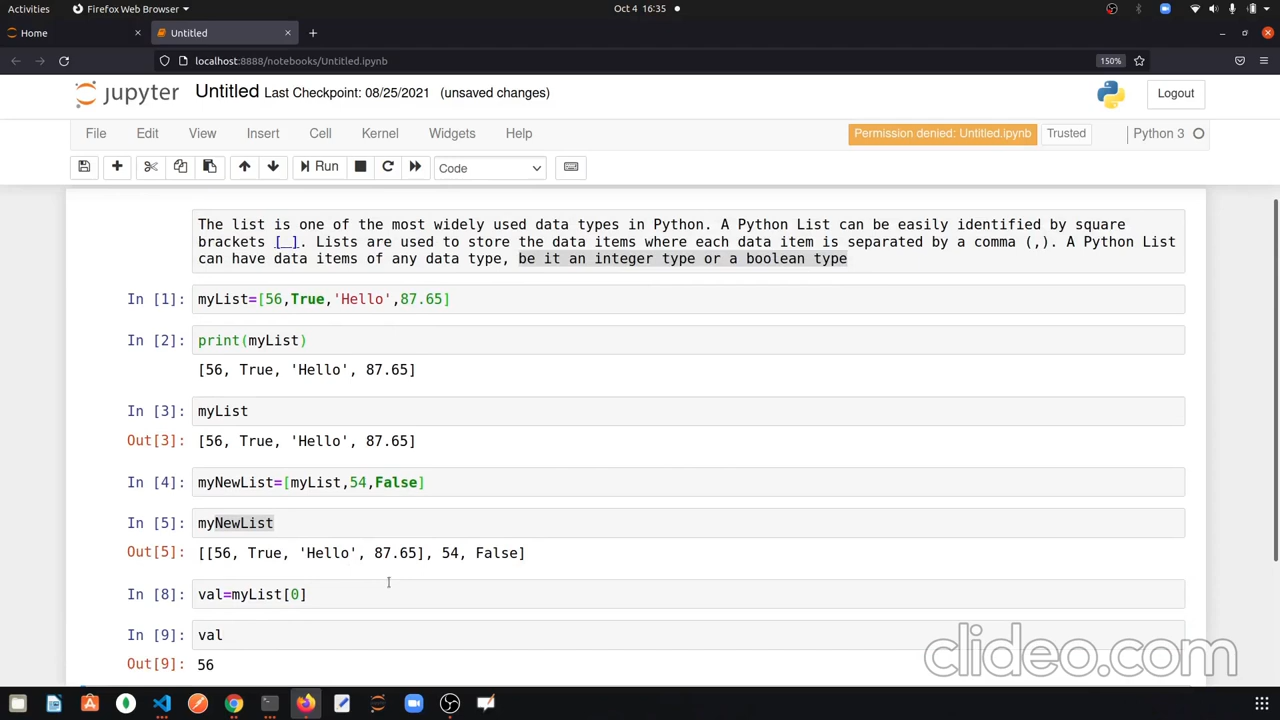 Activities Firefox Web Browser Oct 4 16:35
Home Untitled
localhost:8888/notebooks/Untitled.ipynb 150%
jupyter Untitled Last Checkpoint: 08/25/2021 (unsaved changes) Logout
File Edit View Insert Cell Kernel Widgets Help Permission denied: Untitled.ipynb Trusted Python 3
Run Code
The list is one of the most widely used data types in Python. A Python List can be easily identified by square
brackets [ ]. Lists are used to store the data items where each data item is separated by a comma (,). A Python List
can have data items of any data type, be it an integer type or a boolean type
In [1]: myList=[56,True,'Hello',87.65]
In [2]: print(myList)
[56, True, 'Hello', 87.65]
In [3]: myList
Out[3]: [56, True, 'Hello', 87.65]
In [4]: myNewList=[myList,54,False]
In [5]: myNewList
Out[5]: [[56, True, 'Hello', 87.65], 54, False]
In [8]: val=myList[0]
In [9]: val
Out[9]: 56
clideo.com